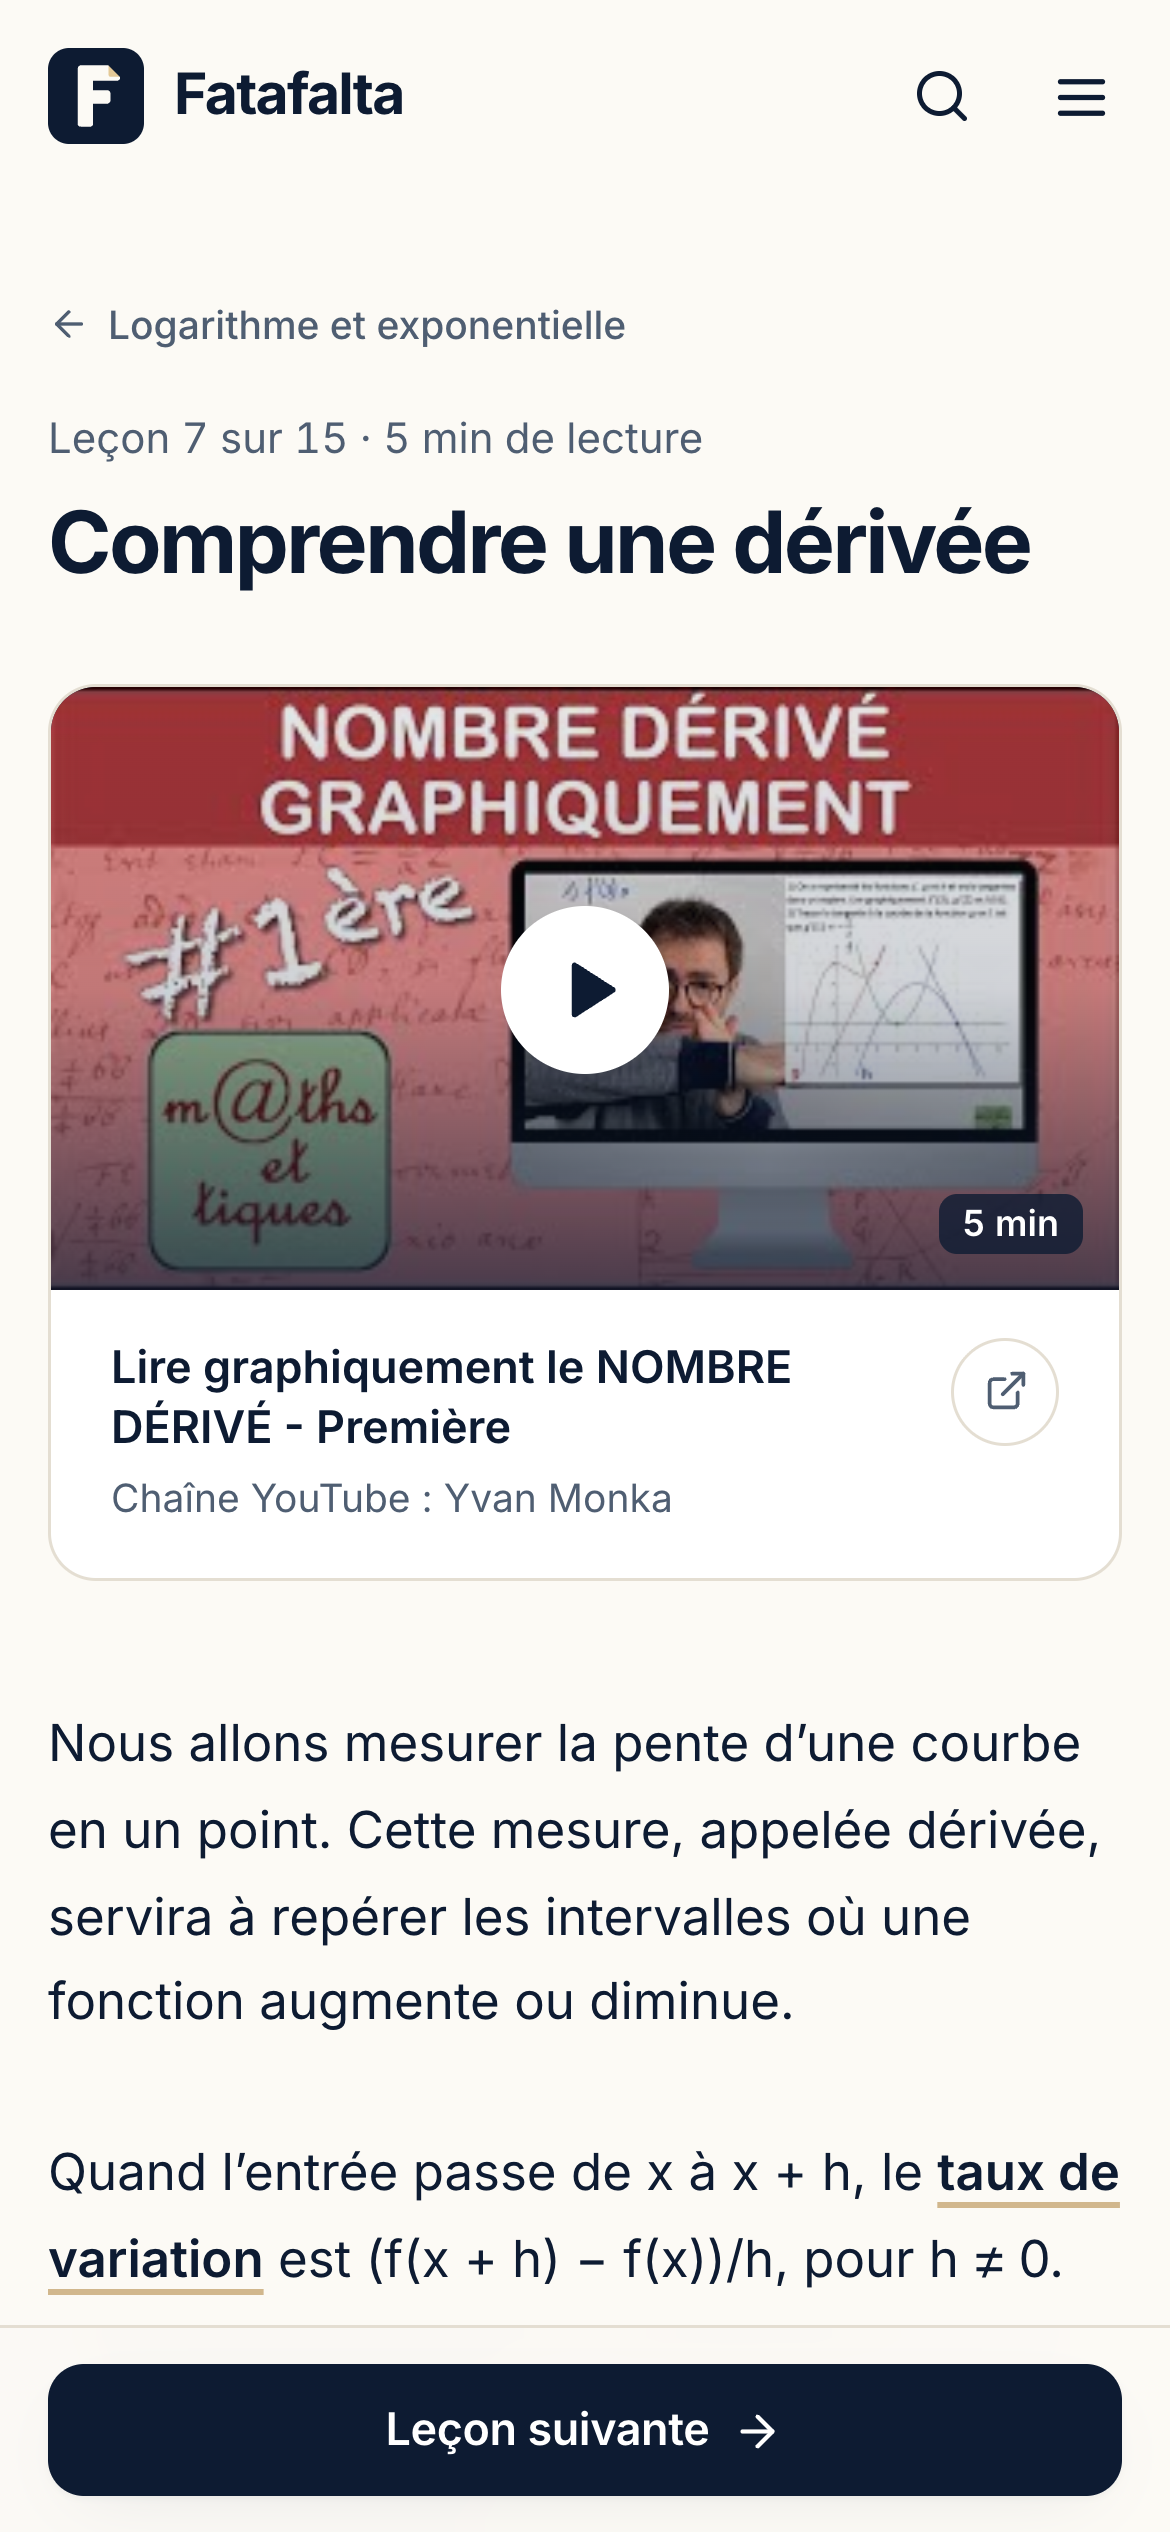 Fatafalta
Logarithme et exponentielle
Leçon 7 sur 15 · 5 min de lecture
Comprendre une dérivée
NOMBRE DÉRIVÉ
GRAPHIQUEMENT
#1ère
m@ths
et
tiques
5 min
Lire graphiquement le NOMBRE
DÉRIVÉ - Première
Chaîne YouTube : Yvan Monka
Nous allons mesurer la pente d’une courbe
en un point. Cette mesure, appelée dérivée,
servira à repérer les intervalles où une
fonction augmente ou diminue.
Quand l’entrée passe de x à x + h, le taux de
variation est (f(x + h) − f(x))/h, pour h ≠ 0.
Leçon suivante